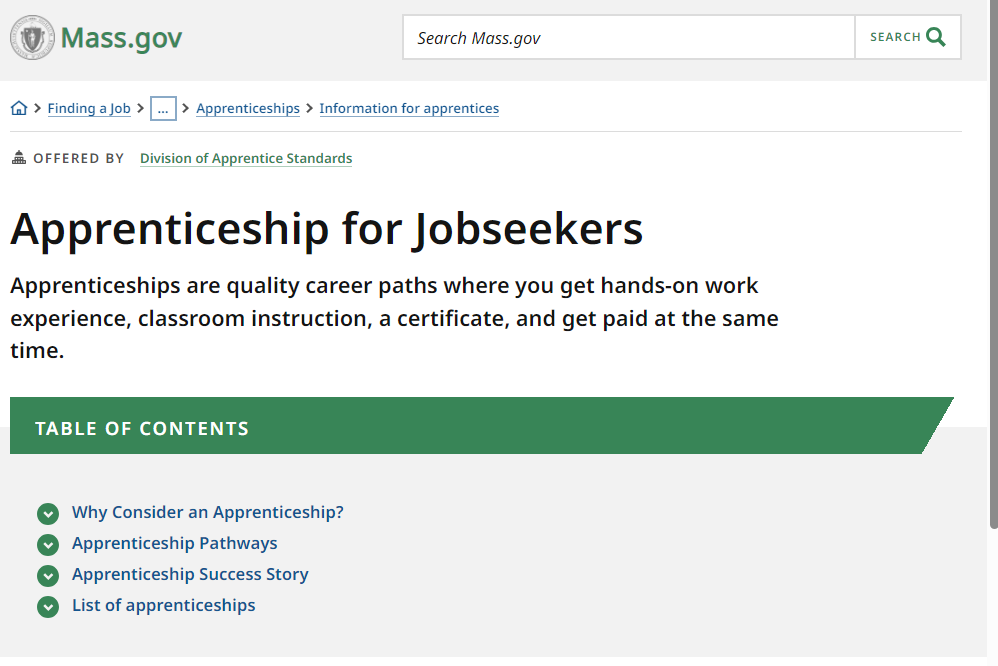 Mass.gov
Search Mass.gov
SEARCH
Finding a Job
...
Apprenticeships
Information for apprentices
OFFERED BY Division of Apprentice Standards
Apprenticeship for Jobseekers
Apprenticeships are quality career paths where you get hands-on work
experience, classroom instruction, a certificate, and get paid at the same
time.
TABLE OF CONTENTS
Why Consider an Apprenticeship?
Apprenticeship Pathways
Apprenticeship Success Story
List of apprenticeships